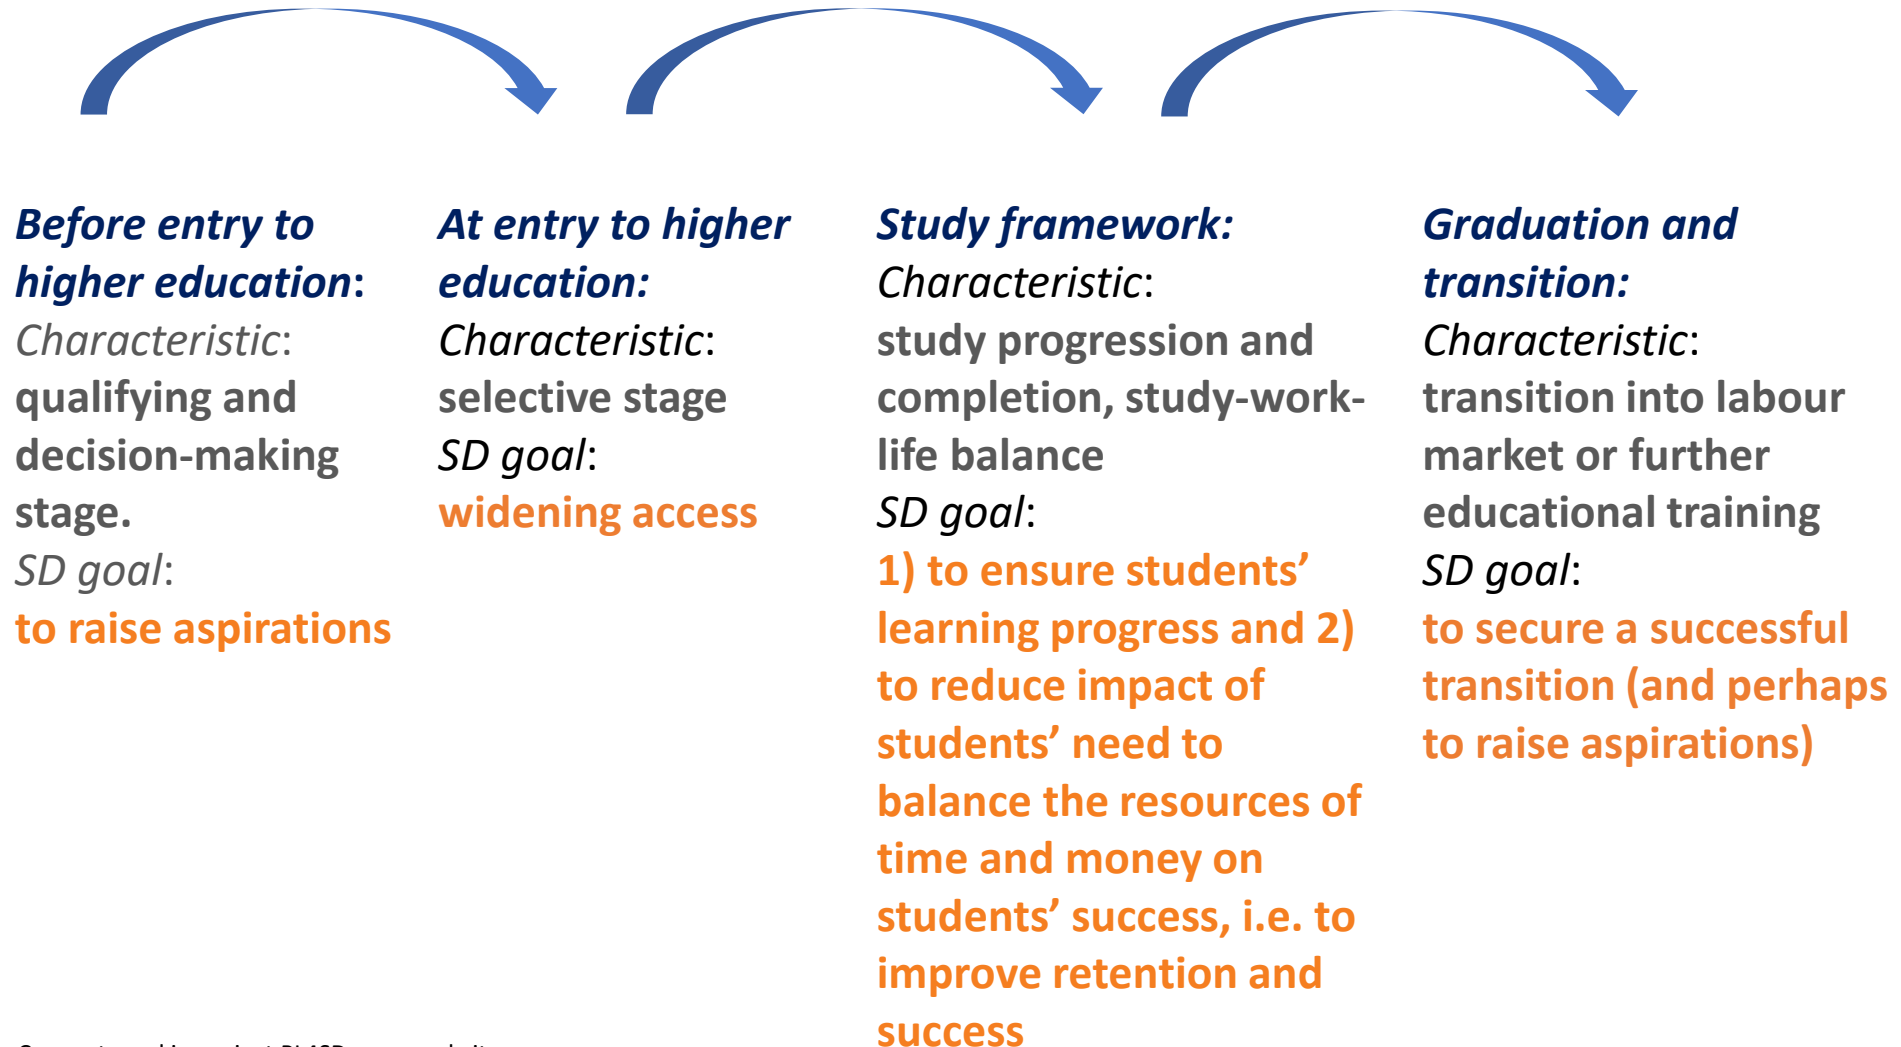 Before entry to
higher education:
Characteristic:
qualifying and
decision-making
stage.
SD goal:
to raise aspirations
At entry to higher
education:
Characteristic:
selective stage
SD goal:
widening access
Study framework:
Characteristic:
study progression and
completion, study-work-
life balance
SD goal:
1) to ensure students’
learning progress and 2)
to reduce impact of
students’ need to
balance the resources of
time and money on
students’ success, i.e. to
improve retention and
success
Graduation and
transition:
Characteristic:
transition into labour
market or further
educational training
SD goal:
to secure a successful
transition (and perhaps
to raise aspirations)